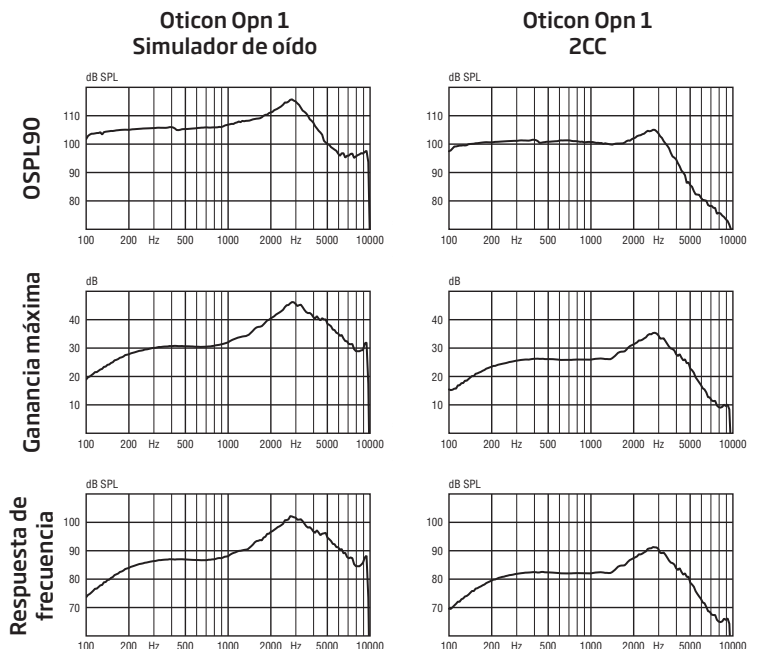 Oticon Opn 1
Simulador de oído
Oticon Opn 1
2CC
OSPL90
dB SPL
110
100
90
80
100 200 Hz 500 1000 2000 Hz 5000 10000
dB SPL
110
100
90
80
100 200 Hz 500 1000 2000 Hz 5000 10000
Ganancia máxima
dB
40
30
20
10
100 200 Hz 500 1000 2000 Hz 5000 10000
dB
40
30
20
10
100 200 Hz 500 1000 2000 Hz 5000 10000
Respuesta de
frecuencia
dB SPL
100
90
80
70
100 200 Hz 500 1000 2000 Hz 5000 10000
dB SPL
100
90
80
70
100 200 Hz 500 1000 2000 Hz 5000 10000